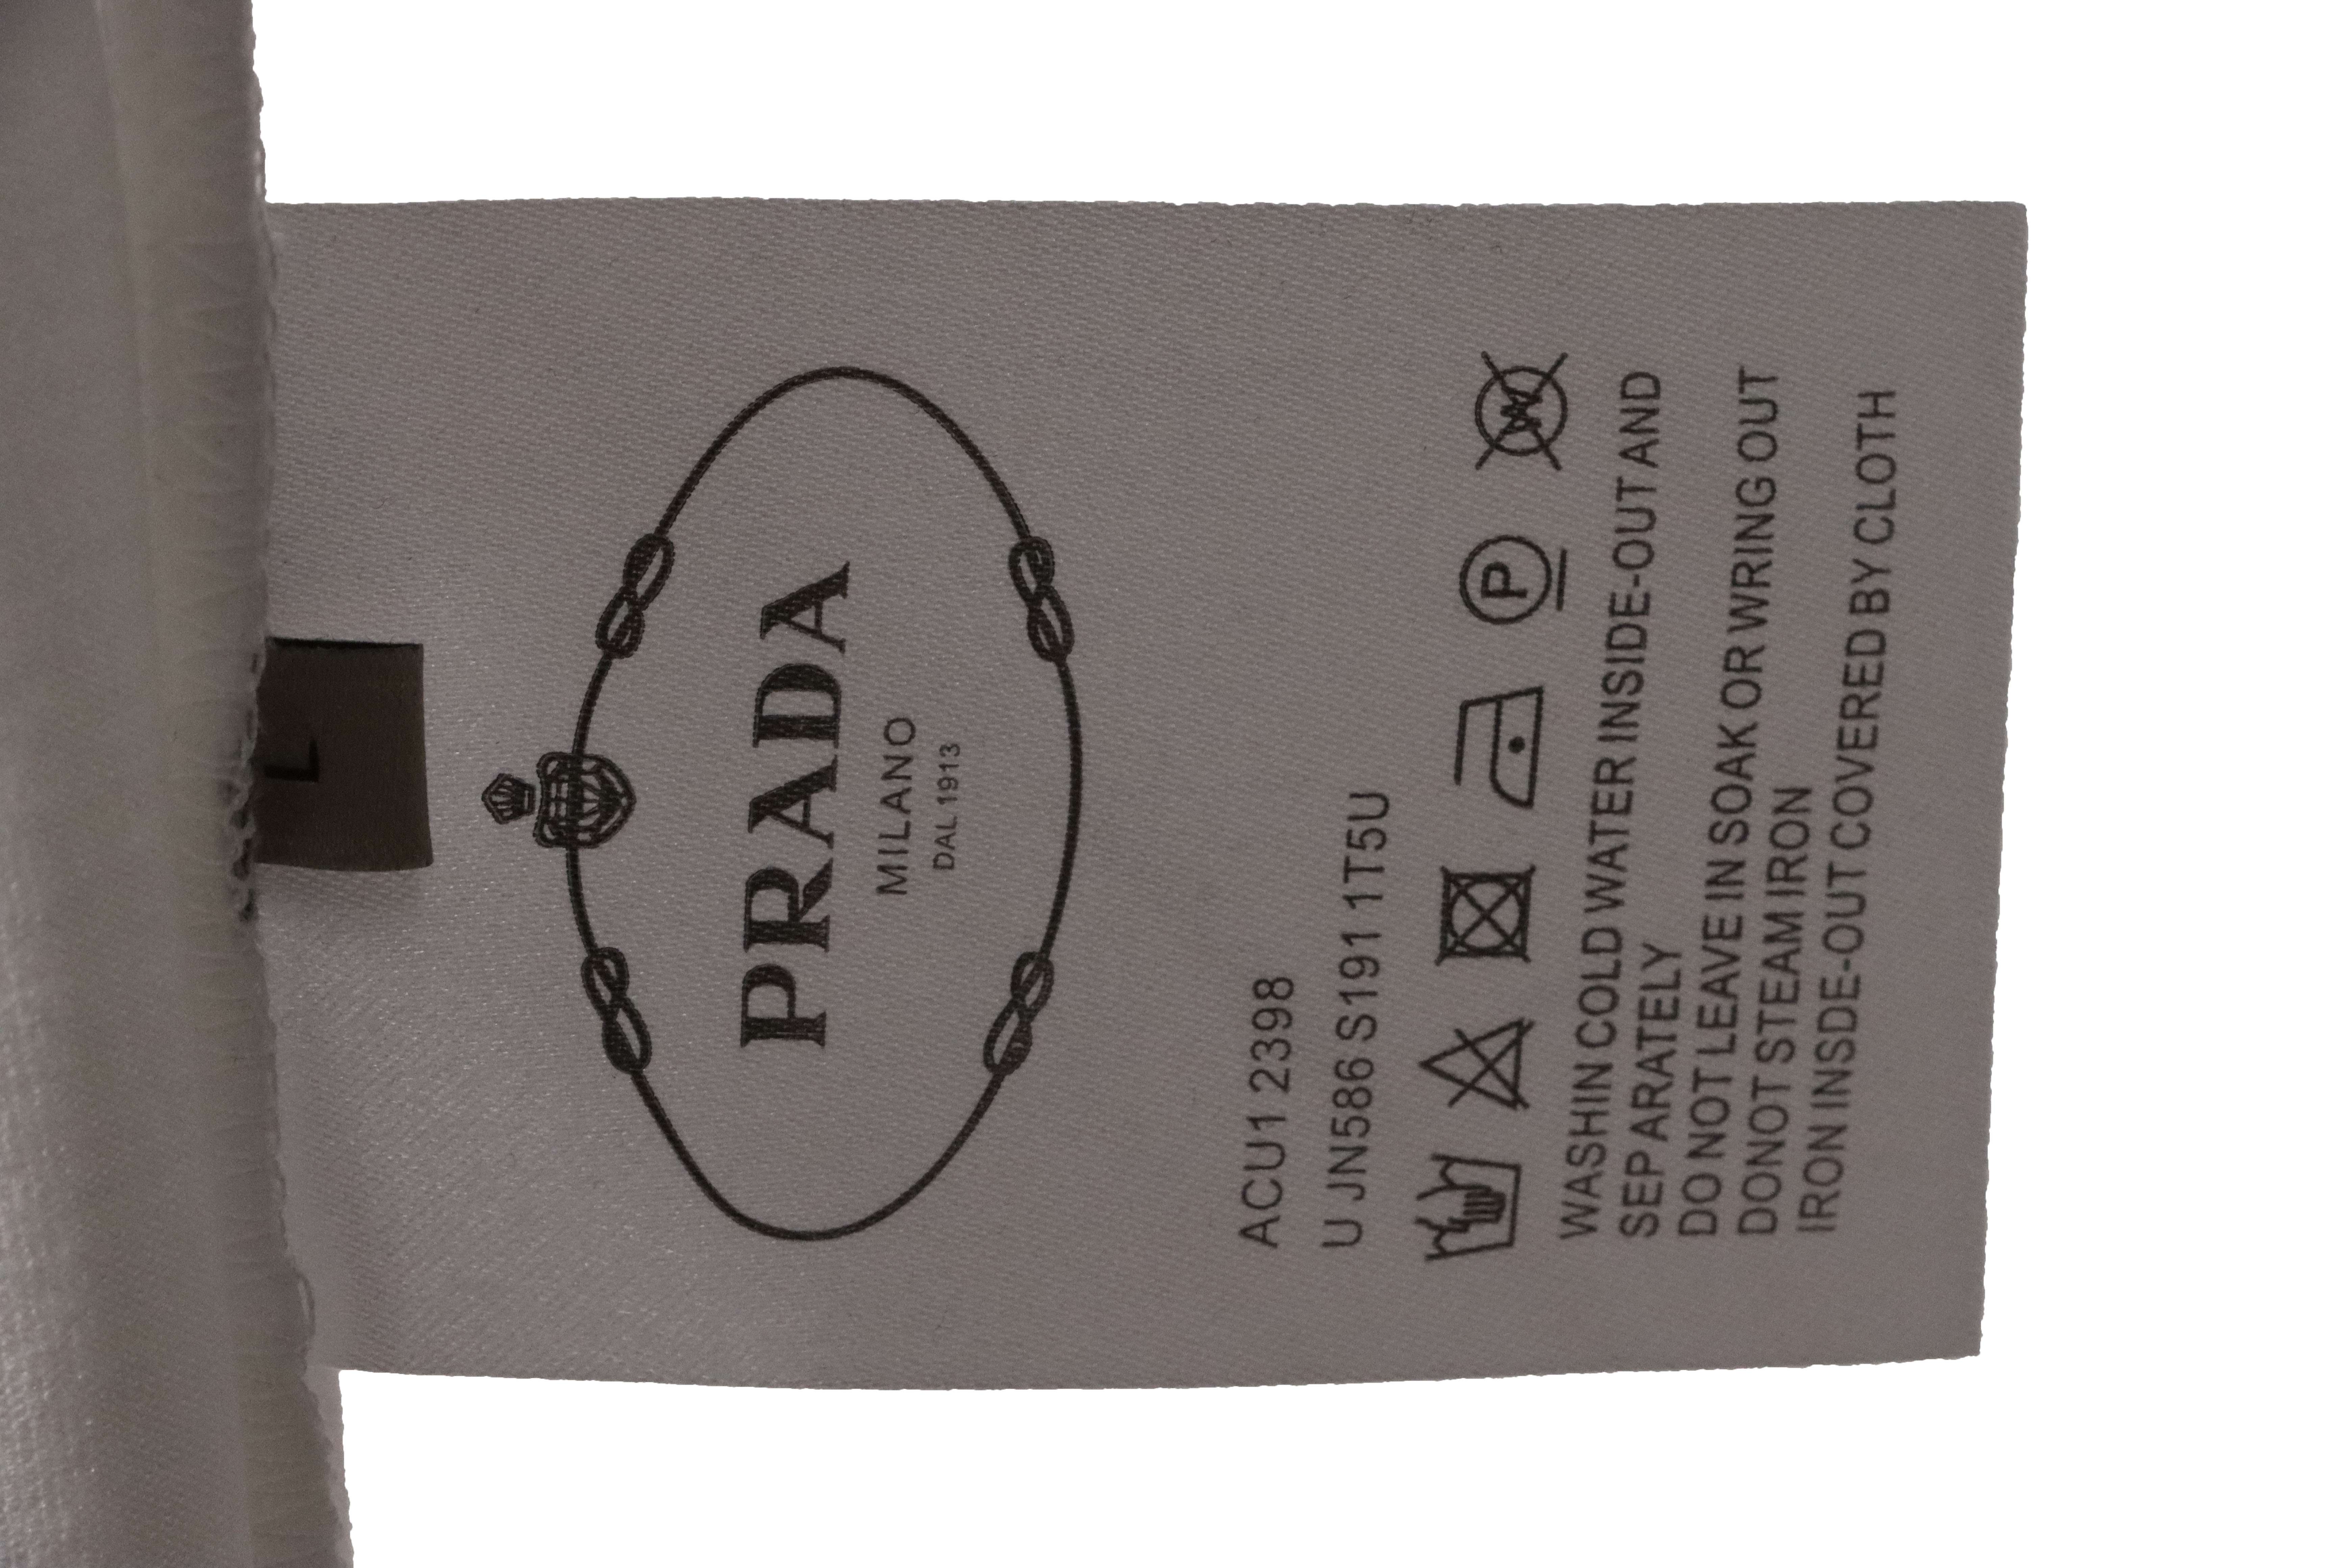 L
PRADA
MILANO
DAL 1913
ACU1 2398
U JN586 S191 1T5U
P
W
WASHIN COLD WATER INSIDE-OUT AND
SEP ARATELY
DO NOT LEAVE IN SOAK OR WRING OUT
DONOT STEAM IRON
IRON INSDE-OUT COVERED BY CLOTH